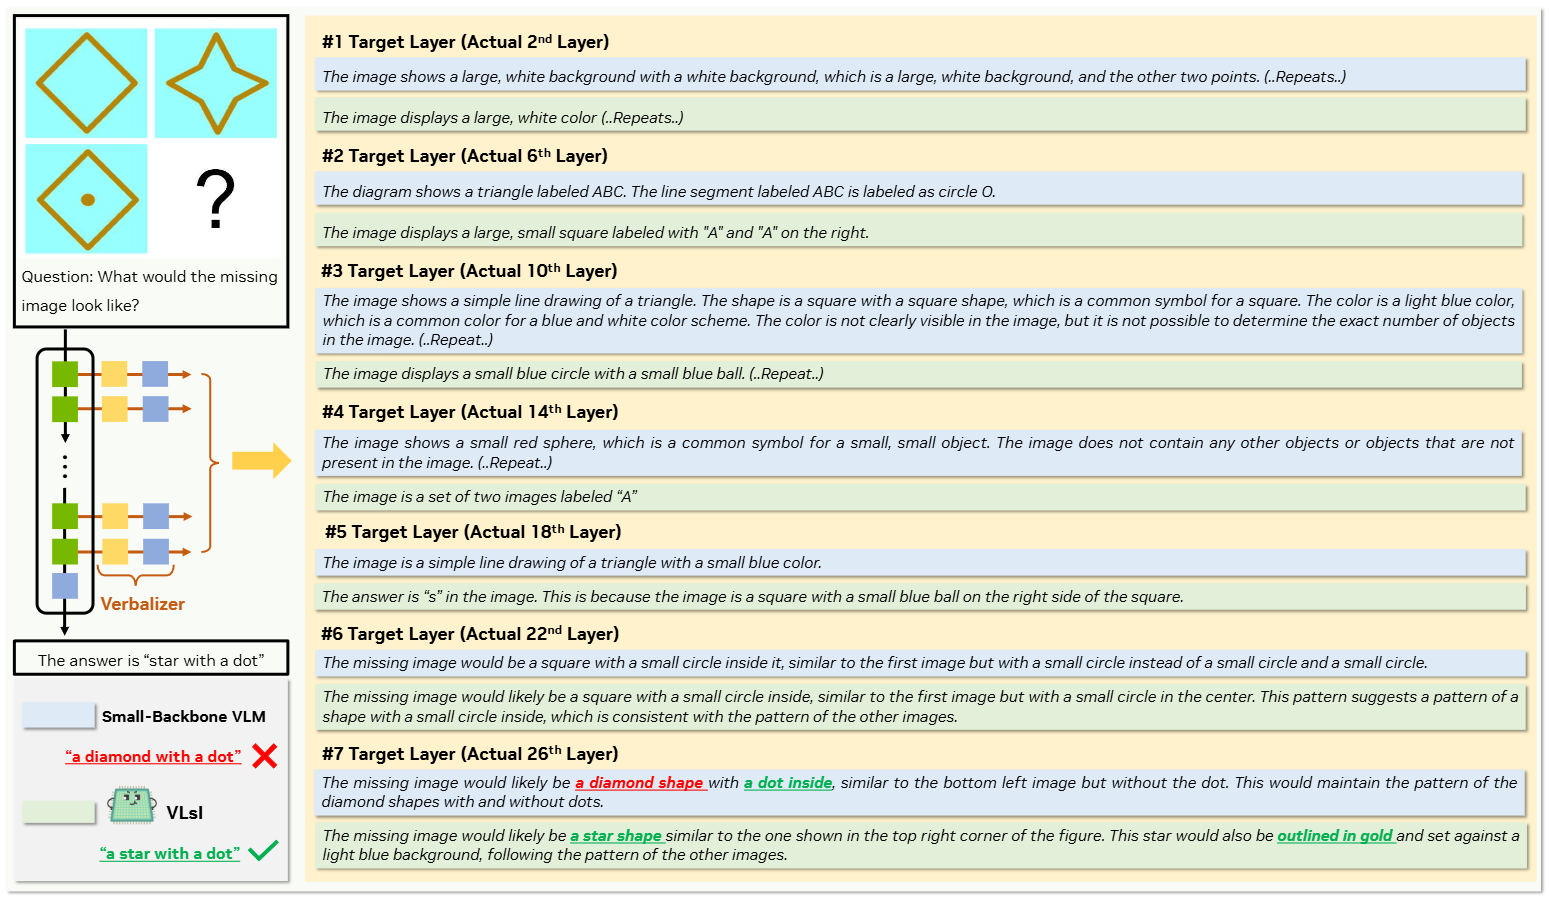 ?
Question: What would the missing
image look like?
Verbalizer
The answer is “star with a dot”
Small-Backbone VLM
“a diamond with a dot”
VLsI
“a star with a dot”
#1 Target Layer (Actual 2nd Layer)
The image shows a large, white background with a white background, which is a large, white background, and the other two points. (..Repeats..)
The image displays a large, white color (..Repeats..)
#2 Target Layer (Actual 6th Layer)
The diagram shows a triangle labeled ABC. The line segment labeled ABC is labeled as circle O.
The image displays a large, small square labeled with "A" and "A" on the right.
#3 Target Layer (Actual 10th Layer)
The image shows a simple line drawing of a triangle. The shape is a square with a square shape, which is a common symbol for a square. The color is a light blue color,
which is a common color for a blue and white color scheme. The color is not clearly visible in the image, but it is not possible to determine the exact number of objects
in the image. (..Repeat..)
The image displays a small blue circle with a small blue ball. (..Repeat..)
#4 Target Layer (Actual 14th Layer)
The image shows a small red sphere, which is a common symbol for a small, small object. The image does not contain any other objects or objects that are not
present in the image. (..Repeat..)
The image is a set of two images labeled “A”
#5 Target Layer (Actual 18th Layer)
The image is a simple line drawing of a triangle with a small blue color.
The answer is “s” in the image. This is because the image is a square with a small blue ball on the right side of the square.
#6 Target Layer (Actual 22nd Layer)
The missing image would be a square with a small circle inside it, similar to the first image but with a small circle instead of a small circle and a small circle.
The missing image would likely be a square with a small circle inside, similar to the first image but with a small circle in the center. This pattern suggests a pattern of a
shape with a small circle inside, which is consistent with the pattern of the other images.
#7 Target Layer (Actual 26th Layer)
The missing image would likely be a diamond shape with a dot inside, similar to the bottom left image but without the dot. This would maintain the pattern of the
diamond shapes with and without dots.
The missing image would likely be a star shape similar to the one shown in the top right corner of the figure. This star would also be outlined in gold and set against a
light blue background, following the pattern of the other images.